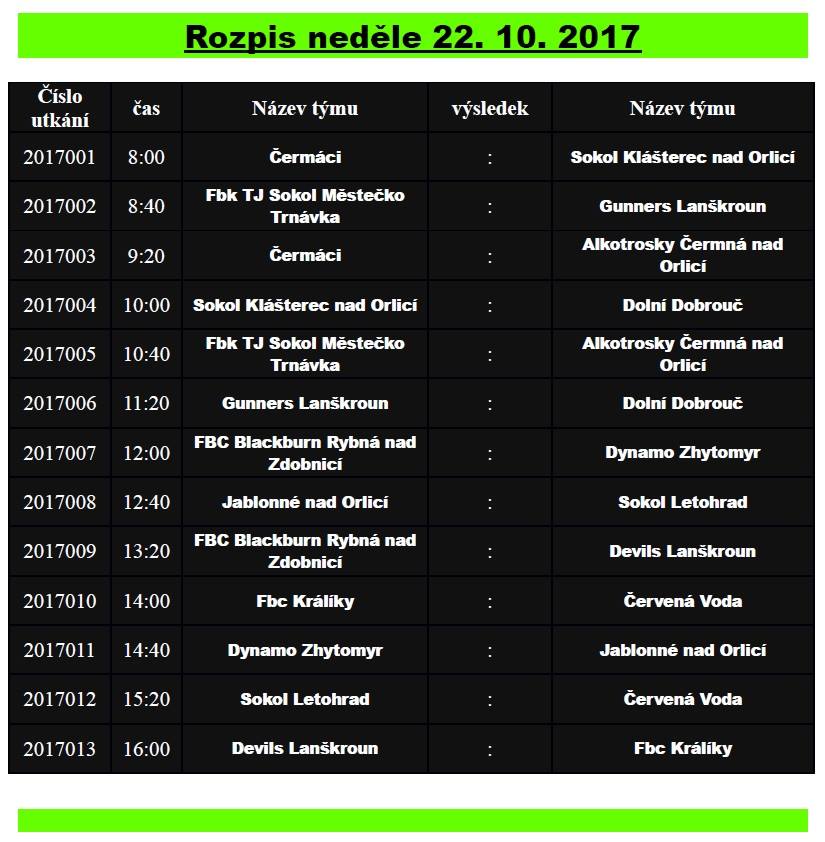 Rozpis neděle 22. 10. 2017
Číslo utkání čas Název týmu výsledek Název týmu
2017001 8:00 Čermáci : Sokol Klášterec nad Orlicí
2017002 8:40 Fbk TJ Sokol Městečko Trnávka : Gunners Lanškroun
2017003 9:20 Čermáci : Alkotrosky Čermná nad Orlicí
2017004 10:00 Sokol Klášterec nad Orlicí : Dolní Dobrouč
2017005 10:40 Fbk TJ Sokol Městečko Trnávka : Alkotrosky Čermná nad Orlicí
2017006 11:20 Gunners Lanškroun : Dolní Dobrouč
2017007 12:00 FBC Blackburn Rybná nad Zdobnicí : Dynamo Zhytomyr
2017008 12:40 Jablonné nad Orlicí : Sokol Letohrad
2017009 13:20 FBC Blackburn Rybná nad Zdobnicí : Devils Lanškroun
2017010 14:00 Fbc Králíky : Červená Voda
2017011 14:40 Dynamo Zhytomyr : Jablonné nad Orlicí
2017012 15:20 Sokol Letohrad : Červená Voda
2017013 16:00 Devils Lanškroun : Fbc Králíky